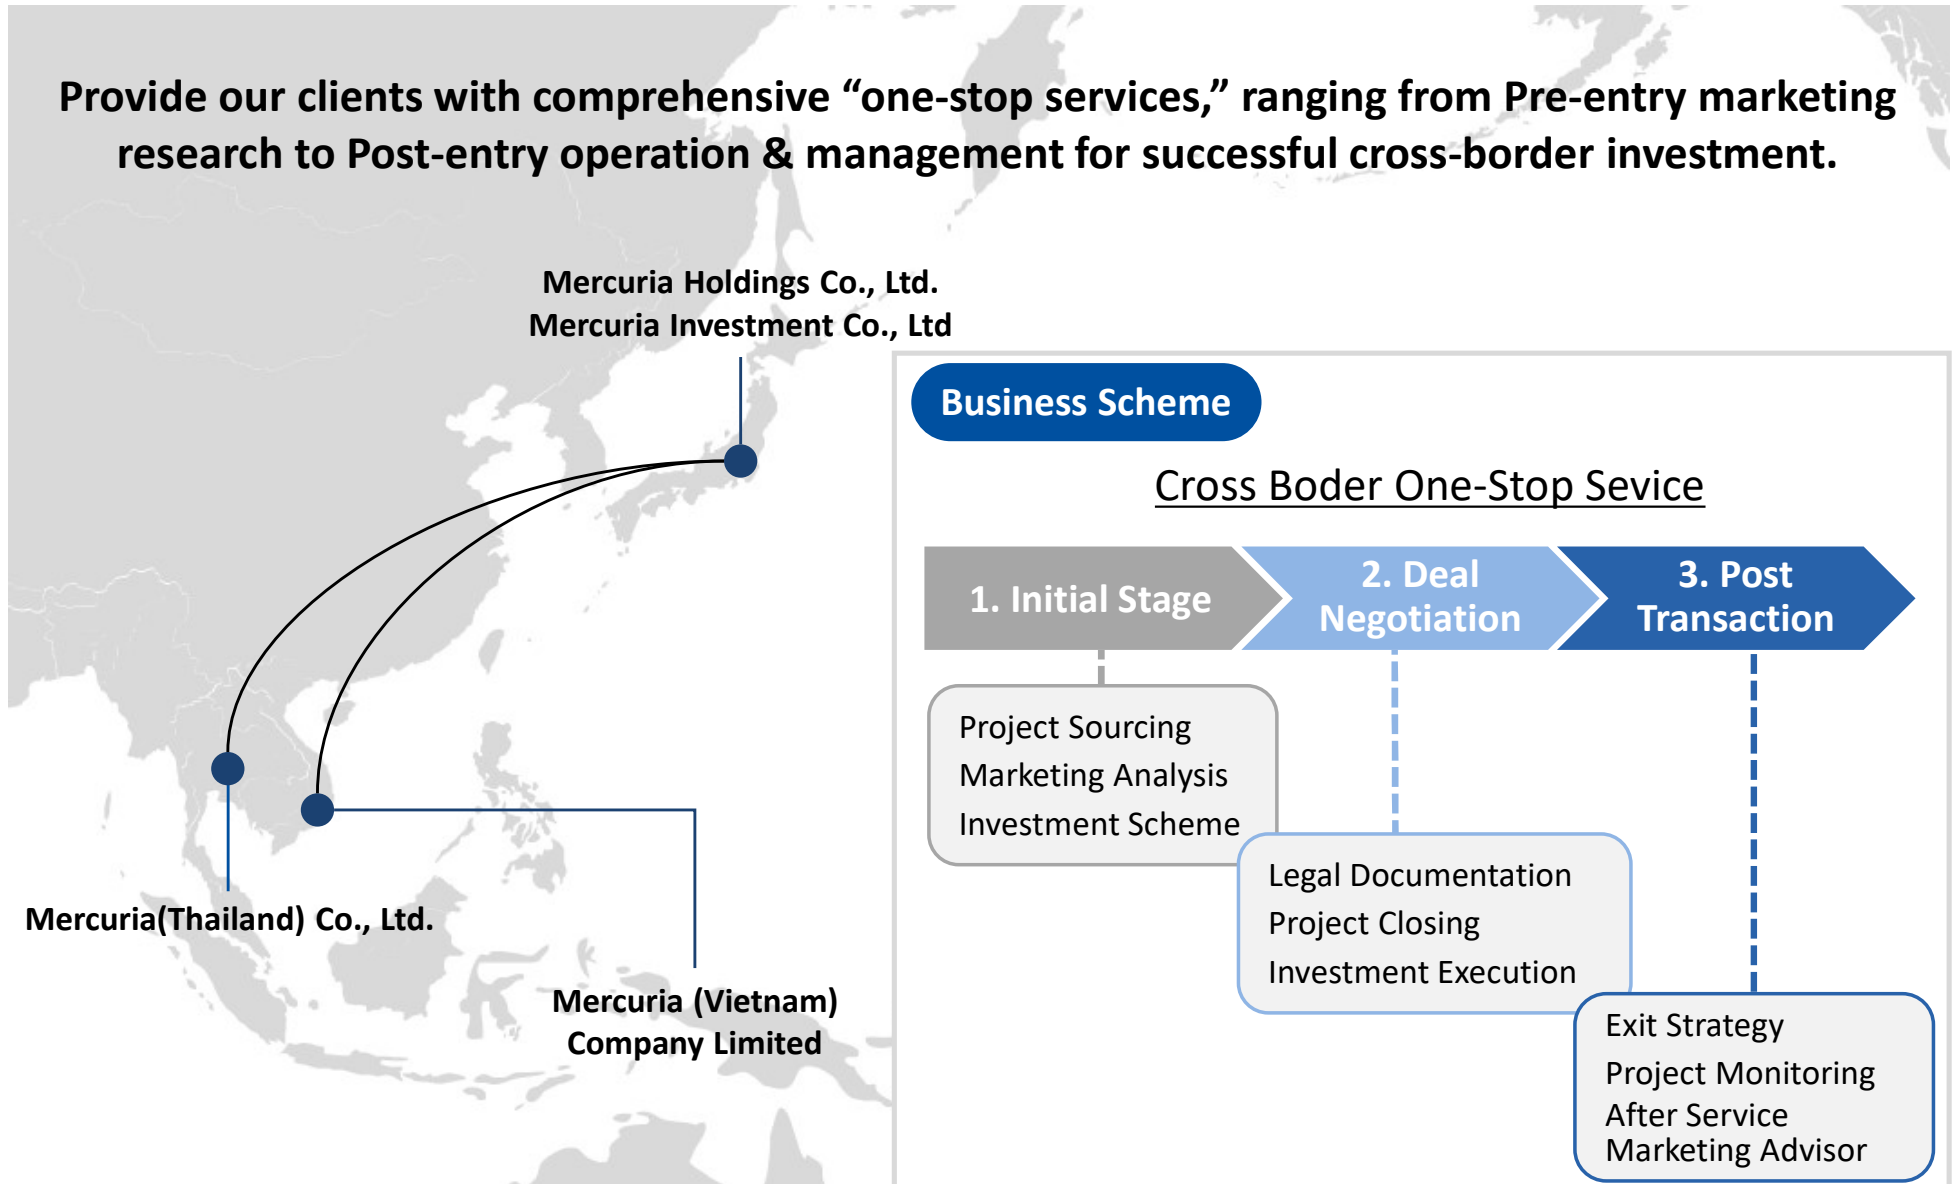 Provide our clients with comprehensive “one-stop services,” ranging from Pre-entry marketing
research to Post-entry operation & management for successful cross-border investment.
Mercuria Holdings Co., Ltd.
Mercuria Investment Co., Ltd
Mercuria(Thailand) Co., Ltd.
Mercuria (Vietnam)
Company Limited
Business Scheme
Cross Boder One-Stop Sevice
1. Initial Stage
2. Deal
Negotiation
3. Post
Transaction
Project Sourcing
Marketing Analysis
Investment Scheme
Legal Documentation
Project Closing
Investment Execution
Exit Strategy
Project Monitoring
After Service
Marketing Advisor